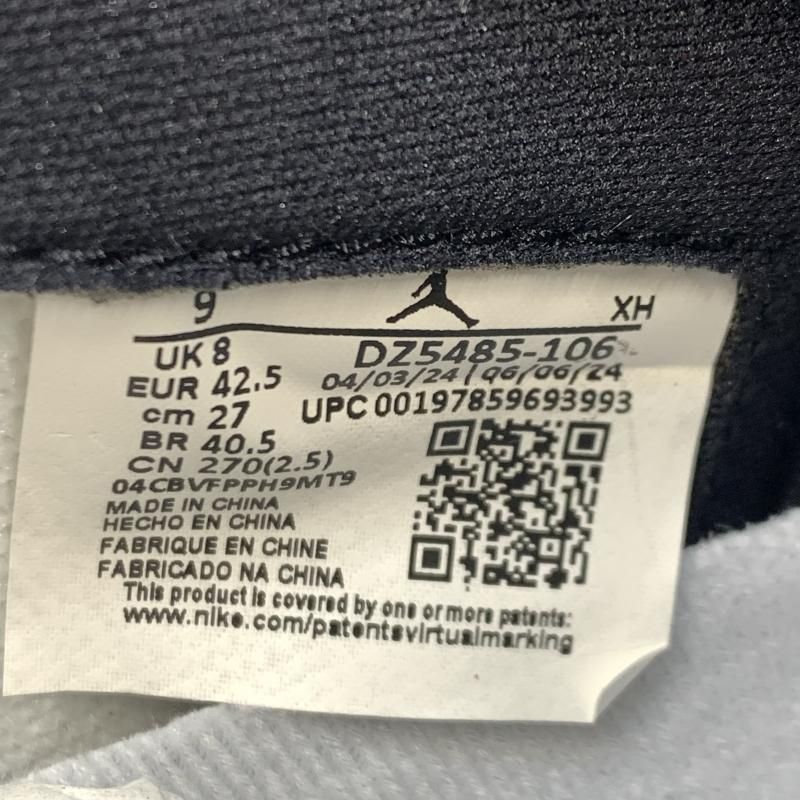 9
XH
UK 8
DZ5485-106
EUR 42.5
04/03/24 | 06/06/24
cm 27
UPC 00197859693993
BR 40.5
CN 270(2.5)
04CBVFPPH9MT9
MADE IN CHINA
HECHO EN CHINA
FABRIQUE EN CHINE
FABRICADO NA CHINA
This product is covered by one or more patents:
www.nike.com/patentsvirtualmarking